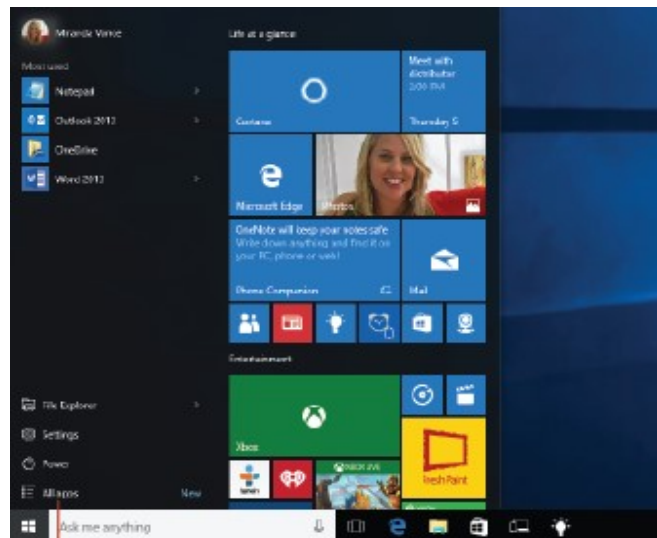 Miranda Vance
Most used
Notepad
Outlook 2013
OneDrive
Word 2013
File Explorer
Settings
Power
All apps
New
Life at a glance
Cortana
Meet with
distributor
Thursday 5
Microsoft Edge
Photos
OneNote will keep your notes safe
Write down anything and find it on
your PC, phone or web!
Phone Companion
Mail
Entertainment
Xbox
tunein
XBOX LIVE
Fresh Paint
Ask me anything